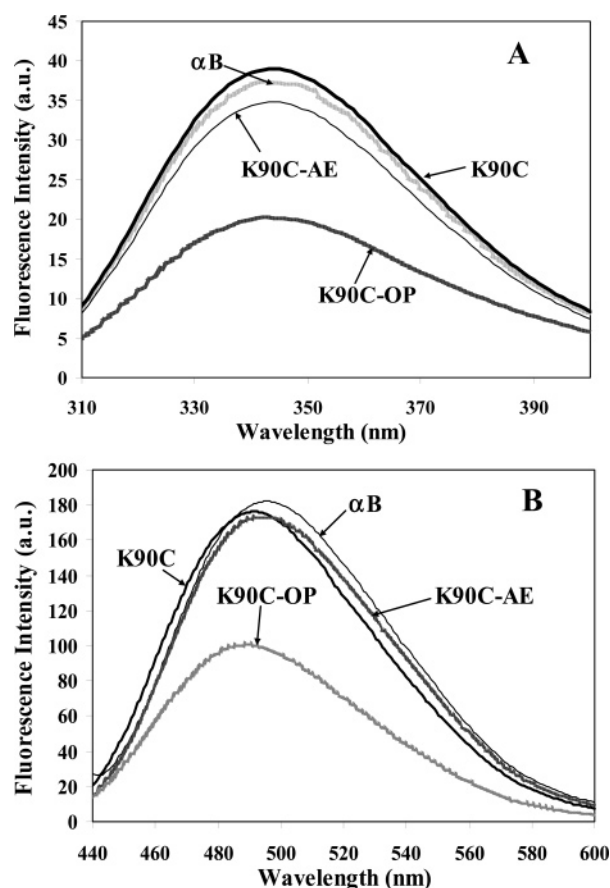 45
A
40
αB
35
30
K90C-AE
K90C
25
20
15
K90C-OP
10
5
0
Fluorescence Intensity (a.u.)
310 330 350 370 390
Wavelength (nm)
200
B
180
αB
160
K90C
140
K90C-OP
K90C-AE
120
100
80
60
40
20
0
Fluorescence Intensity (a.u.)
440 460 480 500 520 540 560 580 600
Wavelength (nm)